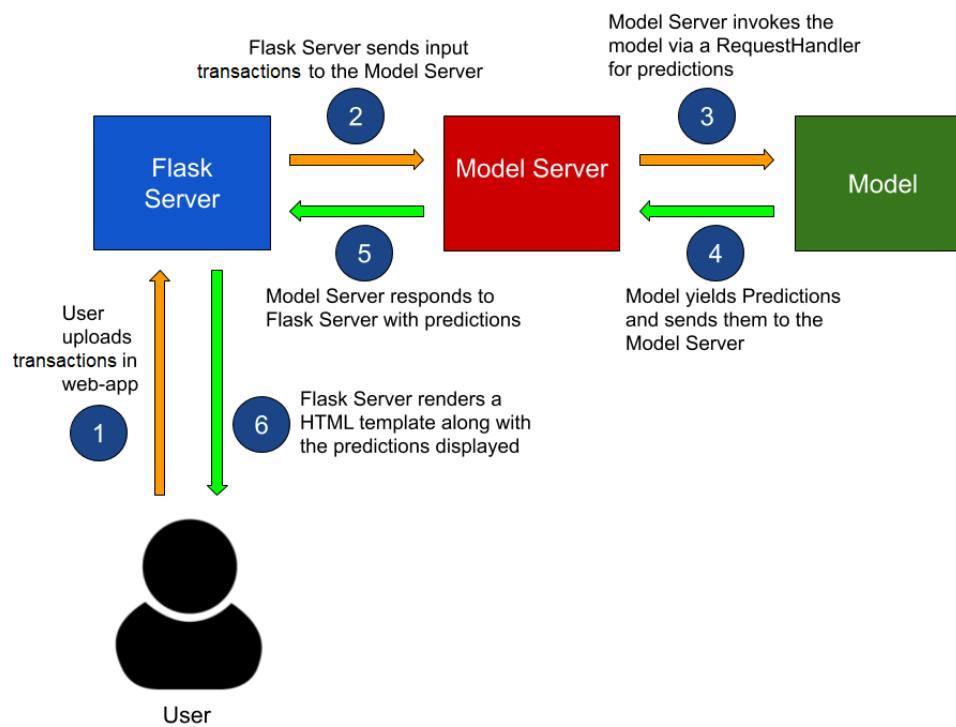 Flask Server sends input
transactions to the Model Server
2
Model Server invokes the
model via a RequestHandler
for predictions
3
Flask
Server
Model Server
Model
5
Model Server responds to
Flask Server with predictions
4
Model yields Predictions
and sends them to the
Model Server
User
uploads
transactions in
web-app
1
6
Flask Server renders a
HTML template along with
the predictions displayed
User